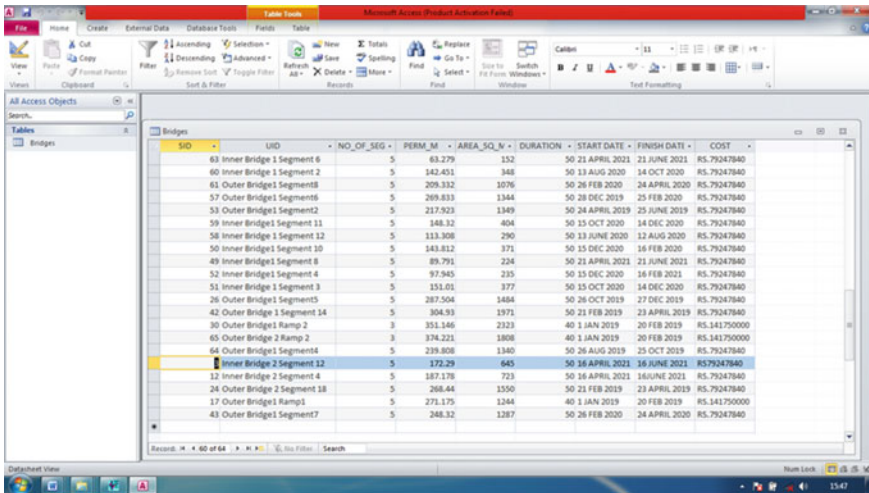 Table Tools
Microsoft Access (Product Activation Failed)
File Home Create External Data Database Tools Fields Table
View Paste Cut Copy Format Painter
Filter Ascending Descending Remove Sort Selection Advanced Toggle Filter
Refresh All New Save Delete Totals Spelling More
Find Replace Go To Select
Size to Fit Form Switch Windows
Calibri 11
B I U A
Views Clipboard Sort & Filter Records Find Window Text Formatting
All Access Objects
Search..
Tables
Bridges
Bridges
SID UID NO_OF_SEG PERM_M AREA_SQ_M DURATION START DATE FINISH DATE COST
63 Inner Bridge 1 Segment 6 5 63.279 152 50 21 APRIL 2021 21 JUNE 2021 RS.79247840
60 Inner Bridge 1 Segment 2 5 142.451 348 50 13 AUG 2020 14 OCT 2020 RS.79247840
61 Outer Bridge1 Segment8 5 209.332 1076 50 26 FEB 2020 24 APRIL 2020 RS.79247840
57 Outer Bridge1 Segment6 5 269.833 1344 50 28 DEC 2019 25 FEB 2020 RS.79247840
53 Outer Bridge1 Segment2 5 217.923 1349 50 24 APRIL 2019 25 JUNE 2019 RS.79247840
59 Inner Bridge 1 Segment 11 5 148.32 404 50 15 OCT 2020 14 DEC 2020 RS.79247840
58 Inner Bridge 1 Segment 12 5 113.308 290 50 13 JUNE 2020 12 AUG 2020 RS.79247840
50 Inner Bridge1 Segment 10 5 143.812 371 50 15 DEC 2020 16 FEB 2020 RS.79247840
49 Inner Bridge1 Segment 8 5 89.791 224 50 21 APRIL 2021 21 JUNE 2021 RS.79247840
52 Inner Bridge1 Segment 4 5 97.945 235 50 15 DEC 2020 16 FEB 2021 RS.79247840
51 Inner Bridge 1 Segment 3 5 151.01 377 50 15 OCT 2020 14 DEC 2020 RS.79247840
26 Outer Bridge1 Segment5 5 287.504 1484 50 26 OCT 2019 27 DEC 2019 RS.79247840
42 Outer Bridge 1 Segment 14 5 304.93 1971 50 21 FEB 2019 23 APRIL 2019 RS.79247840
30 Outer Bridge1 Ramp 2 3 351.146 2323 40 1 JAN 2019 20 FEB 2019 RS.141750000
65 Outer Bridge 2 Ramp 2 3 374.221 1808 40 1 JAN 2019 20 FEB 2019 RS.141750000
64 Outer Bridge1 Segment4 5 239.808 1340 50 26 AUG 2019 25 OCT 2019 RS.79247840
Inner Bridge 2 Segment 12 5 172.29 645 50 16 APRIL 2021 16 JUNE 2021 RS79247840
12 Inner Bridge 2 Segment 4 5 187.178 723 50 16 APRIL 2021 16JUNE 2021 RS.79247840
24 Outer Bridge 2 Segment 18 5 268.44 1550 50 21 FEB 2019 23 APRIL 2019 RS.79247840
17 Outer Bridge1 Ramp1 5 271.175 1244 40 1 JAN 2019 20 FEB 2019 RS.141750000
43 Outer Bridge1 Segment7 5 248.32 1287 50 26 FEB 2020 24 APRIL 2020 RS.79247840
Record: 60 of 64 No Filter Search
Datasheet View Num Lock
15:47